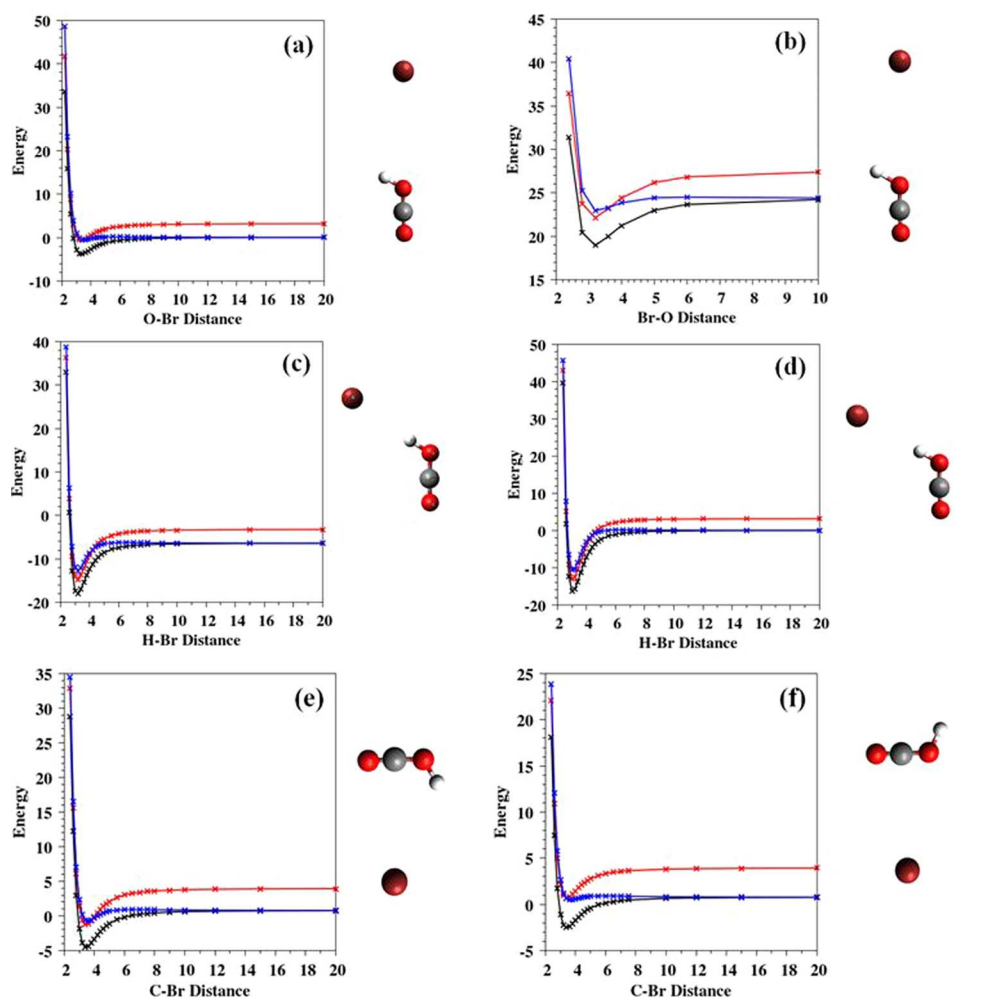 (a)
Energy
50
40
30
20
10
0
-10
2 4 6 8 10 12 14 16 18 20
O-Br Distance
(b)
Energy
45
40
35
30
25
20
15
2 3 4 5 6 7 8 9 10
Br-O Distance
(c)
Energy
40
30
20
10
0
-10
-20
2 4 6 8 10 12 14 16 18 20
H-Br Distance
(d)
Energy
50
40
30
20
10
0
-10
-20
2 4 6 8 10 12 14 16 18 20
H-Br Distance
(e)
Energy
35
30
25
20
15
10
5
0
-5
2 4 6 8 10 12 14 16 18 20
C-Br Distance
(f)
Energy
25
20
15
10
5
0
-5
2 4 6 8 10 12 14 16 18 20
C-Br Distance